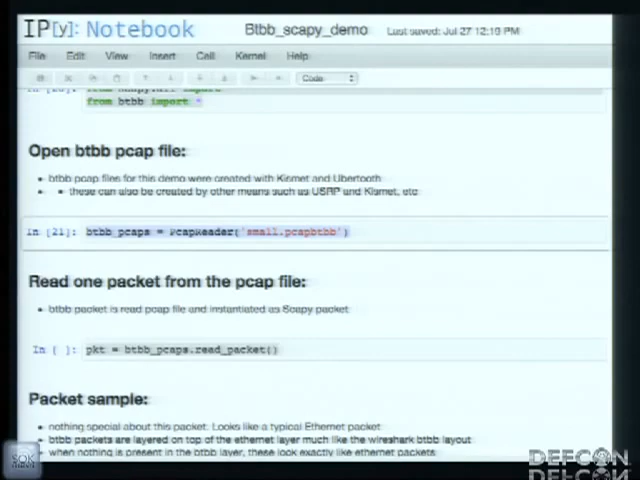 IP[y]: Notebook
Btbb_scapy_demo
Last saved: Jul 27 12:19 PM
File Edit View Insert Cell Kernel Help
Code
from btbb import *
Open btbb pcap file:
btbb pcap files for this demo were created with Kismet and Ubertooth
these can also be created by other means such as USRP and Kismet, etc
In [21]: btbb_pcaps = PcapReader('small.pcapbtbb')
Read one packet from the pcap file:
btbb packet is read pcap file and instantiated as Scapy packet
In [ ]: pkt = btbb_pcaps.read_packet()
Packet sample:
nothing special about this packet. Looks like a typical Ethernet packet
btbb packets are layered on top of the ethernet layer much like the wireshark btbb layout
when nothing is present in the btbb layer, these look exactly like ethernet packets
SOK
DEFCON